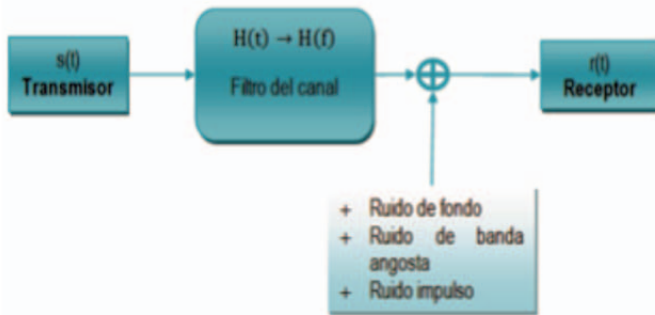 s(t)
Transmisor
H(t) → H(f)
Filtro del canal
r(t)
Receptor
+ Ruido de fondo
+ Ruido de banda
angosta
+ Ruido impulso